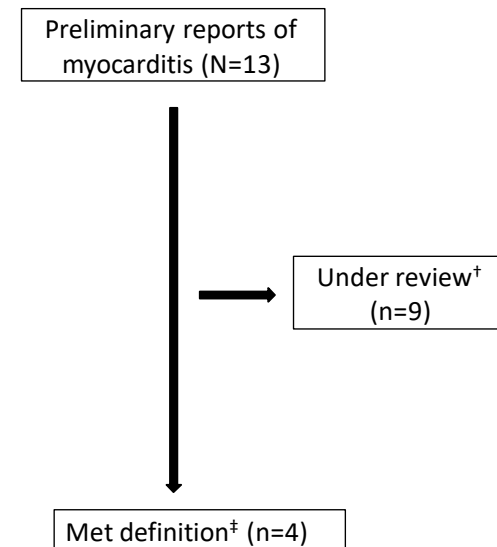 Preliminary reports of
myocarditis (N=13)
Under review†
(n=9)
Met definition‡ (n=4)